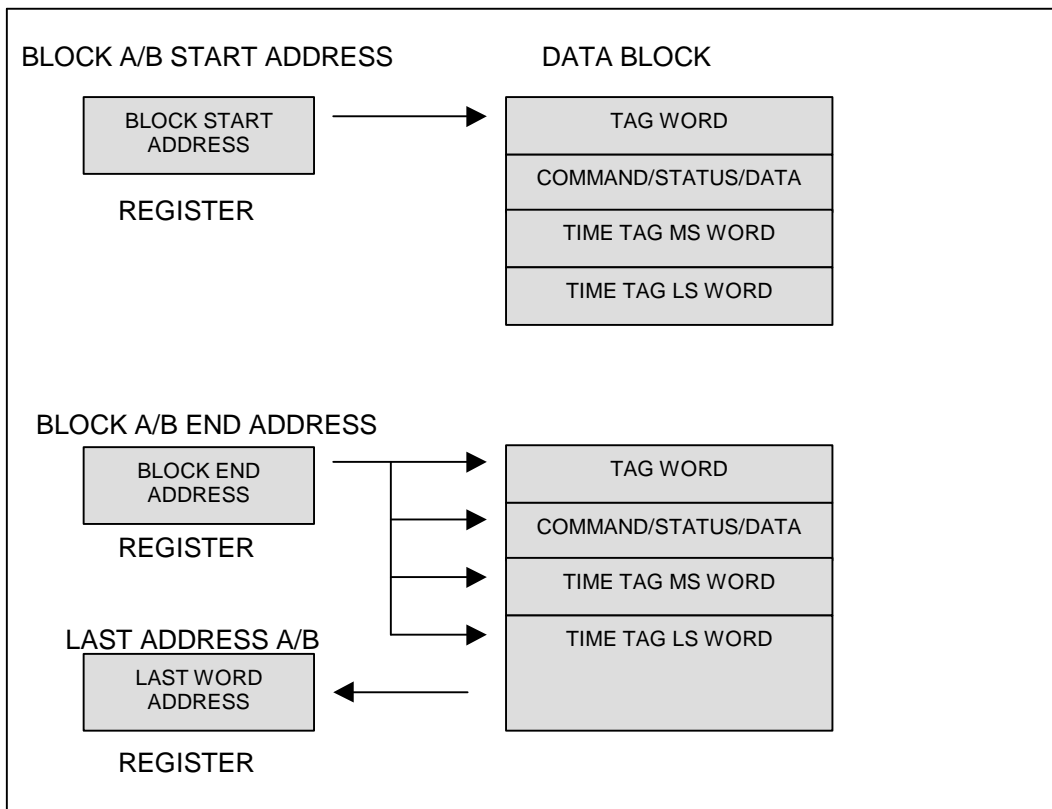 BLOCK A/B START ADDRESS
DATA BLOCK
BLOCK START
ADDRESS
REGISTER
TAG WORD
COMMAND/STATUS/DATA
TIME TAG MS WORD
TIME TAG LS WORD
BLOCK A/B END ADDRESS
BLOCK END
ADDRESS
REGISTER
TAG WORD
COMMAND/STATUS/DATA
TIME TAG MS WORD
TIME TAG LS WORD
LAST ADDRESS A/B
LAST WORD
ADDRESS
REGISTER